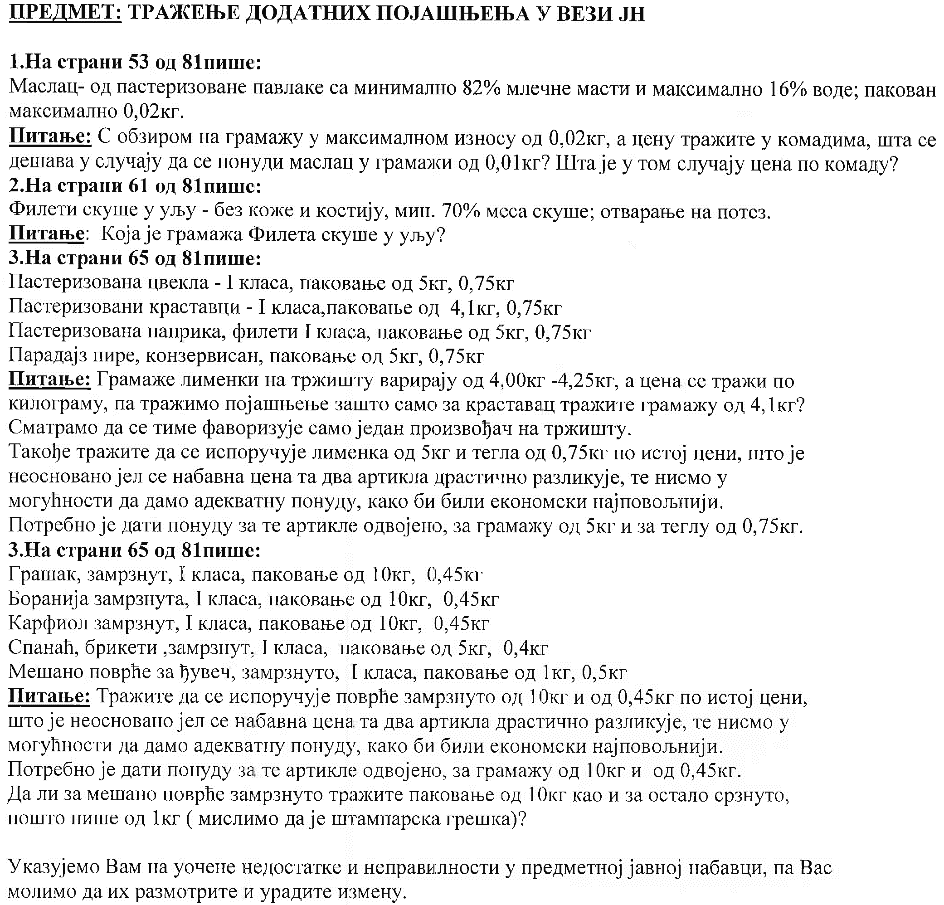 ПРЕДМЕТ: ТРАЖЕЊЕ ДОДАТНИХ ПОЈАШЊЕЊА У ВЕЗИ ЈН
1.На страни 53 од 81пише:
Маслац- од пастеризоване павлаке са минимално 82% млечне масти и максимално 16% воде; пакован
максимално 0,02кг.
Питање: С обзиром на грамажу у максималном износу од 0,02кг, а цену тражите у комадима, шта се
дешава у случају да се понуди маслац у грамажи од 0,01кг? Шта је у том случају цена по комаду?
2.На страни 61 од 81пише:
Филети скуше у уљу - без коже и костију, мин. 70% меса скуше; отварање на потез.
Питање: Која је грамажа Филета скуше у уљу?
3.На страни 65 од 81пише:
Пастеризована цвекла - I класа, паковање од 5кг, 0,75кг
Пастеризовани краставци - I класа,паковање од 4,1кг, 0,75кг
Пастеризована паприка, филети I класа, паковање од 5кг, 0,75кг
Парадајз пире, конзервисан, паковање од 5кг, 0,75кг
Питање: Грамаже лименки на тржишту варирају од 4,00кг -4,25кг, а цена се тражи по
килограму, па тражимо појашњење зашто само за краставац тражите грамажу од 4,1кг?
Сматрамо да се тиме фаворизује само један произвођач на тржишту.
Такође тражите да се испоручује лименка од 5кг и тегла од 0,75кг по истој цени, што је
неосновано јел се набавна цена та два артикла драстично разликује, те нисмо у
могућности да дамо адекватну понуду, како би били економски најповољнији.
Потребно је дати понуду за те артикле одвојено, за грамажу од 5кг и за теглу од 0,75кг.
3.На страни 65 од 81пише:
Грашак, замрзнут, I класа, паковање од 10кг, 0,45кг
Боранија замрзнута, I класа, паковање од 10кг, 0,45кг
Карфиол замрзнут, I класа, паковање од 10кг, 0,45кг
Спанаћ, брикети ,замрзнут, I класа, паковање од 5кг, 0,4кг
Мешано поврће за ђувеч, замрзнуто, I класа, паковање од 1кг, 0,5кг
Питање: Тражите да се испоручује поврће замрзнуто од 10кг и од 0,45кг по истој цени,
што је неосновано јел се набавна цена та два артикла драстично разликује, те нисмо у
могућности да дамо адекватну понуду, како би били економски најповољнији.
Потребно је дати понуду за те артикле одвојено, за грамажу од 10кг и од 0,45кг.
Да ли за мешано поврће замрзнуто тражите паковање од 10кг као и за остало срзнуто,
пошто пише од 1кг ( мислимо да је штампарска грешка)?
Указујемо Вам на уочене недостатке и неправилности у предметној јавној набавци, па Вас
молимо да их размотрите и урадите измену.